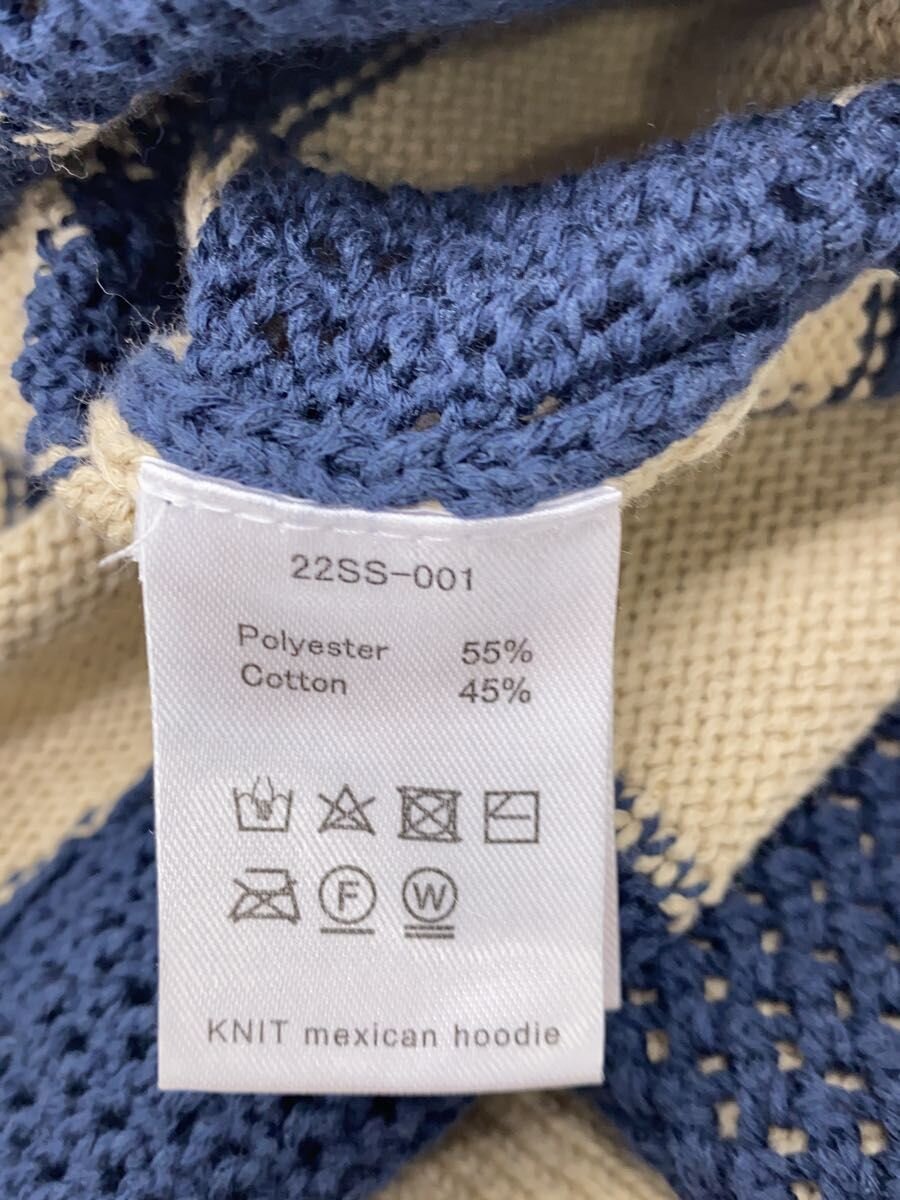 22SS-001
Polyester 55%
Cotton 45%
F W
KNIT mexican hoodie